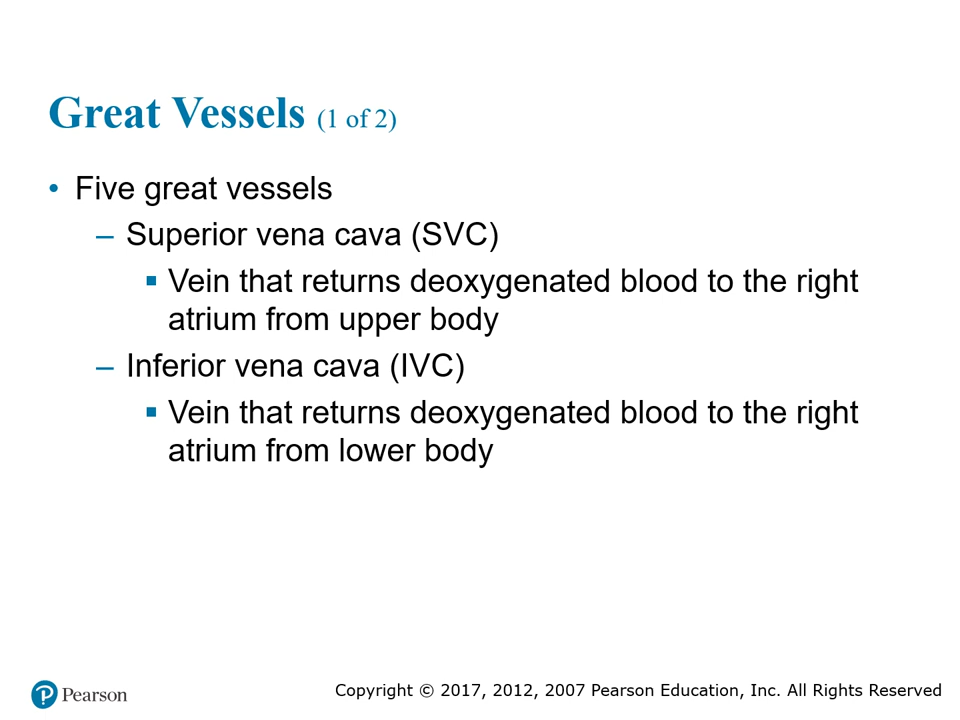 Great Vessels (1 of 2)
• Five great vessels
– Superior vena cava (SVC)
▪ Vein that returns deoxygenated blood to the right
atrium from upper body
– Inferior vena cava (IVC)
▪ Vein that returns deoxygenated blood to the right
atrium from lower body
P Pearson
Copyright © 2017, 2012, 2007 Pearson Education, Inc. All Rights Reserved